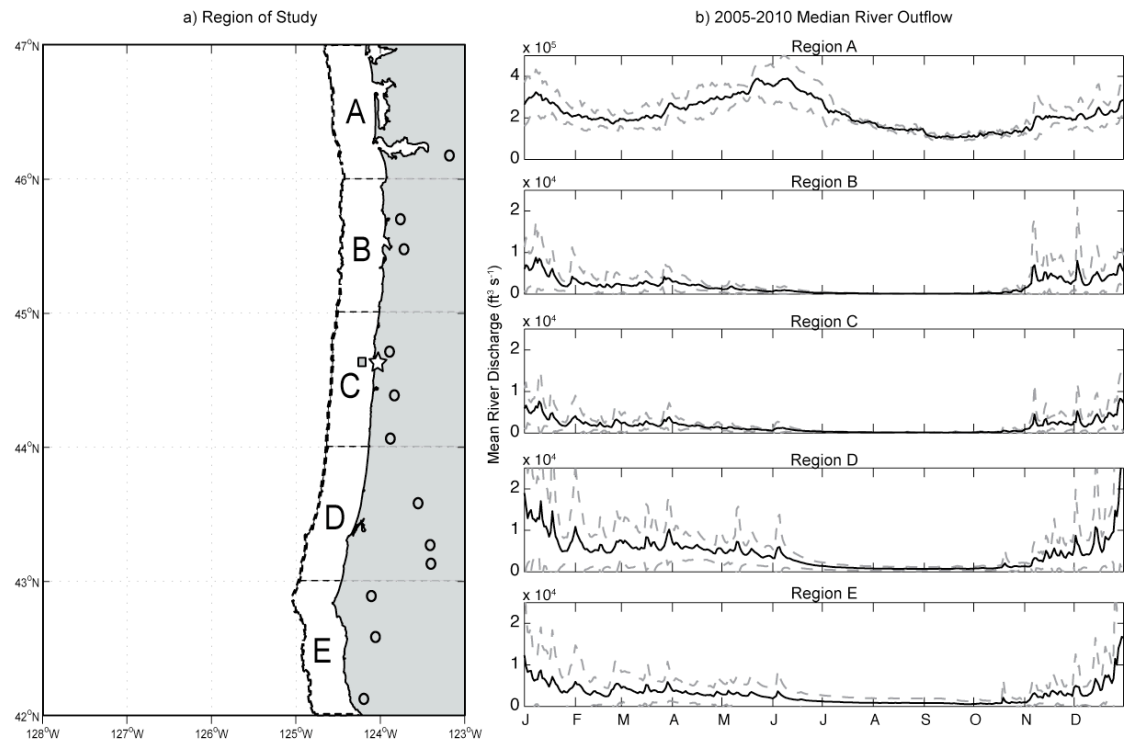 a) Region of Study
47°N
46°N
45°N
44°N
43°N
42°N
128°W 127°W 126°W 125°W 124°W 123°W
A
B
C
D
E
b) 2005-2010 Median River Outflow
Mean River Discharge (ft³ s⁻¹)
Region A
x 10⁵
4
2
0
Region B
x 10⁴
2
1
0
Region C
x 10⁴
2
1
0
Region D
x 10⁴
2
1
0
Region E
x 10⁴
2
1
0
J F M A M J J A S O N D